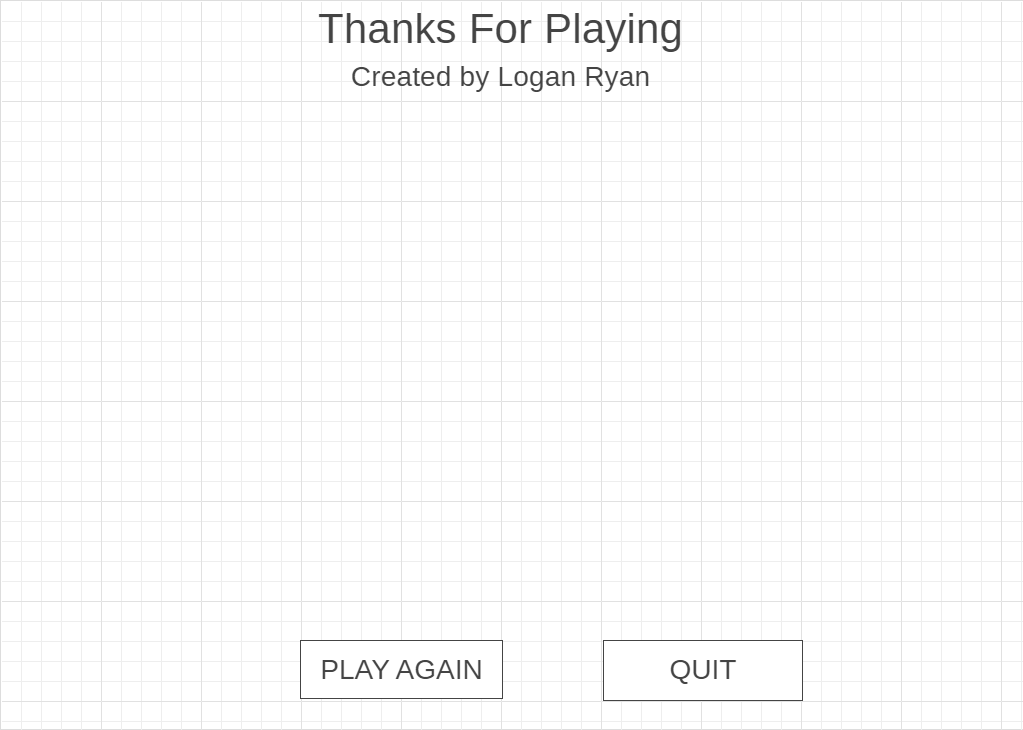 Thanks For Playing
Created by Logan Ryan
PLAY AGAIN
QUIT